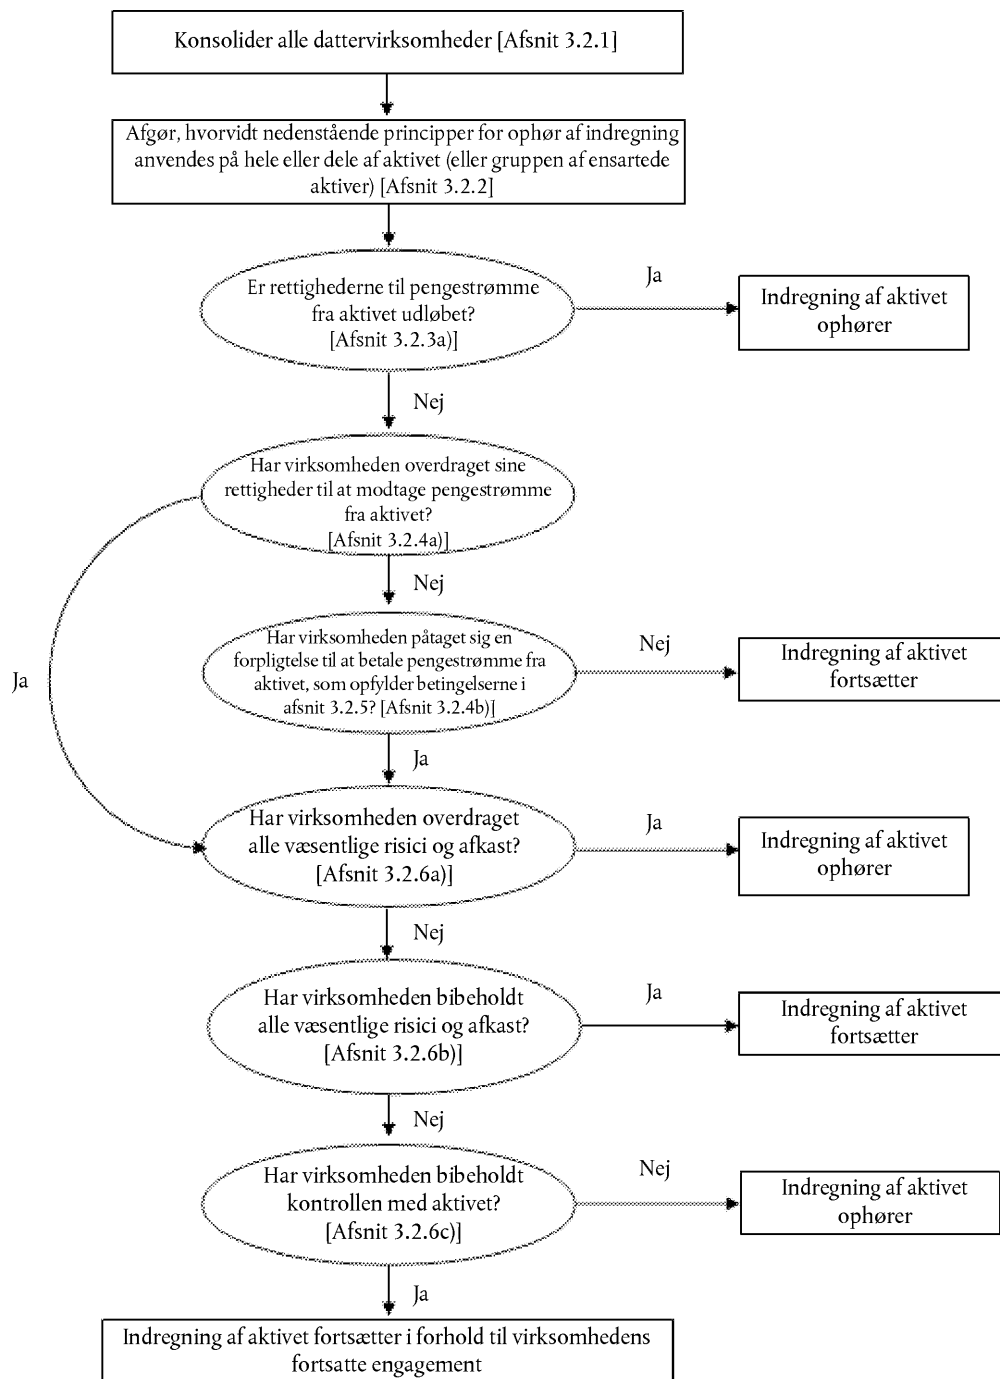 Konsolider alle dattervirksomheder [Afsnit 3.2.1]
Afgør, hvorvidt nedenstående principper for ophør af indregning
anvendes på hele eller dele af aktivet (eller gruppen af ensartede
aktiver) [Afsnit 3.2.2]
Er rettighederne til pengestrømme
fra aktivet udløbet?
[Afsnit 3.2.3a)]
Ja
Indregning af aktivet
ophører
Nej
Har virksomheden overdraget sine
rettigheder til at modtage pengestrømme
fra aktivet?
[Afsnit 3.2.4a)]
Nej
Ja
Har virksomheden påtaget sig en
forpligtelse til at betale pengestrømme fra
aktivet, som opfylder betingelserne i
afsnit 3.2.5? [Afsnit 3.2.4b)]
Nej
Indregning af aktivet
fortsætter
Ja
Har virksomheden overdraget
alle væsentlige risici og afkast?
[Afsnit 3.2.6a)]
Ja
Indregning af aktivet
ophører
Nej
Har virksomheden bibeholdt
alle væsentlige risici og afkast?
[Afsnit 3.2.6b)]
Ja
Indregning af aktivet
fortsætter
Nej
Har virksomheden bibeholdt
kontrollen med aktivet?
[Afsnit 3.2.6c)]
Nej
Indregning af aktivet
ophører
Ja
Indregning af aktivet fortsætter i forhold til virksomhedens
fortsatte engagement